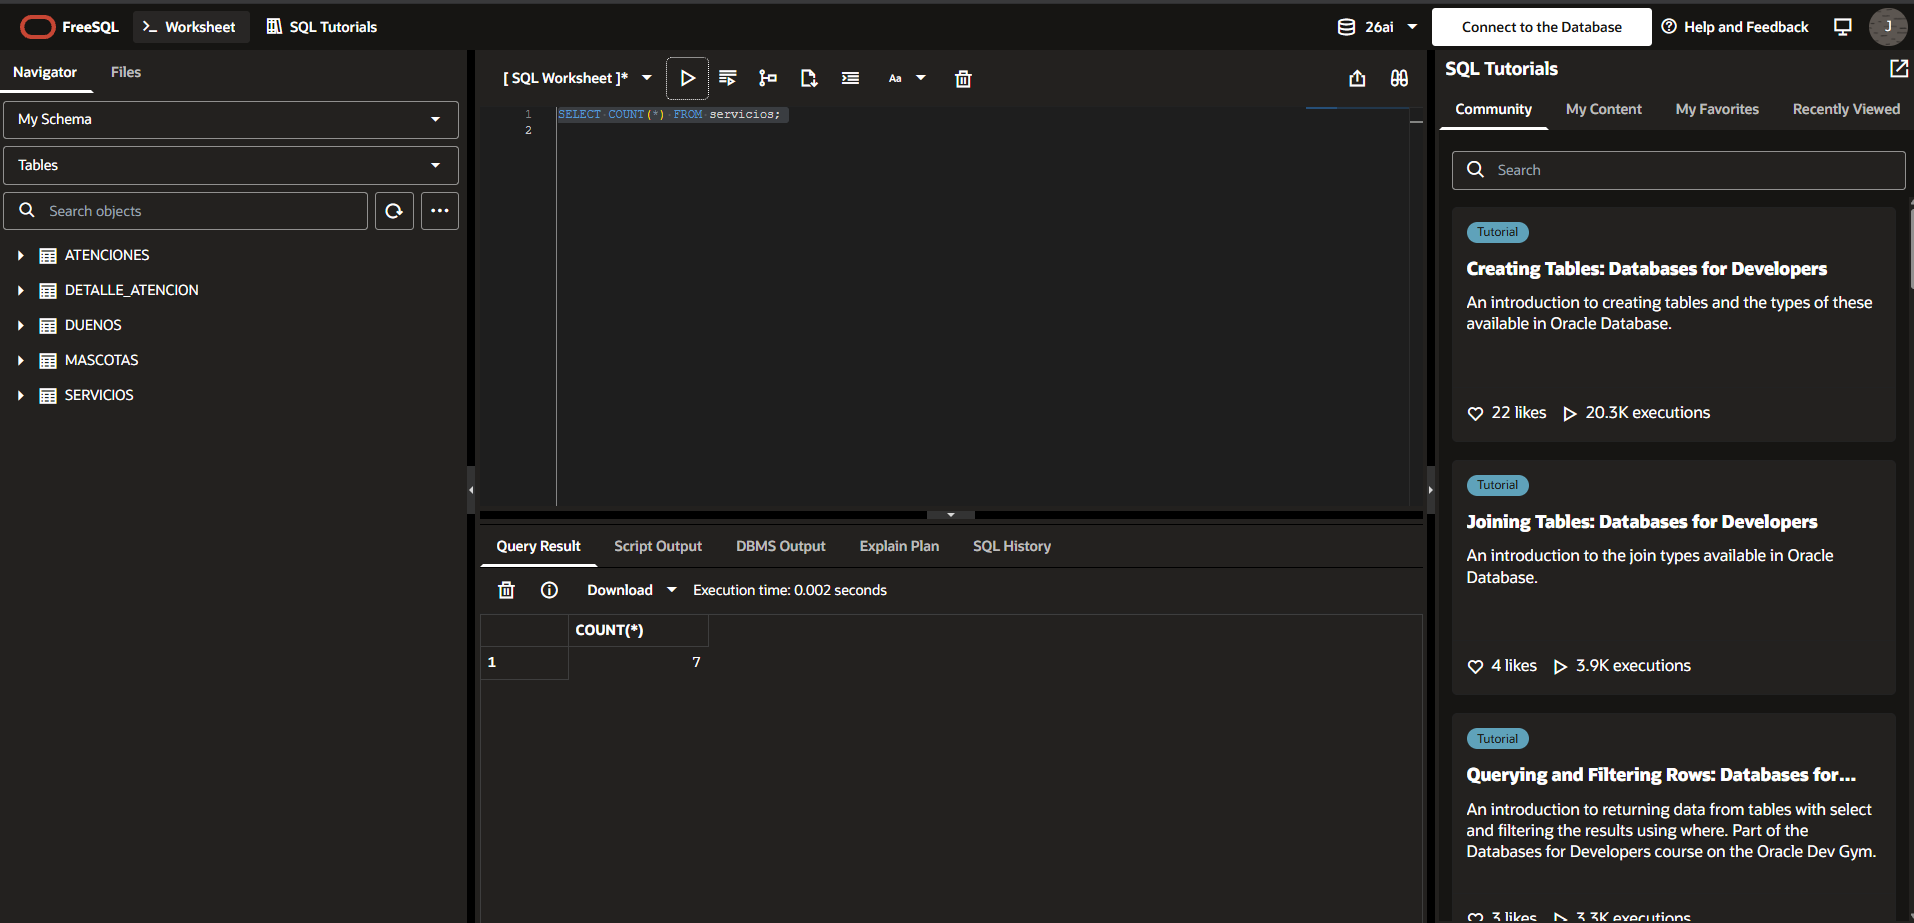 FreeSQL
Worksheet
SQL Tutorials
26ai
Connect to the Database
Help and Feedback
J
Navigator
Files
My Schema
Tables
Search objects
ATENCIONES
DETALLE_ATENCION
DUENOS
MASCOTAS
SERVICIOS
[ SQL Worksheet ]*
Aa
1 SELECT COUNT(*) FROM servicios;
2
Query Result
Script Output
DBMS Output
Explain Plan
SQL History
Download
Execution time: 0.002 seconds
COUNT(*)
1 7
SQL Tutorials
Community
My Content
My Favorites
Recently Viewed
Search
Tutorial
Creating Tables: Databases for Developers
An introduction to creating tables and the types of these
available in Oracle Database.
22 likes
20.3K executions
Tutorial
Joining Tables: Databases for Developers
An introduction to the join types available in Oracle
Database.
4 likes
3.9K executions
Tutorial
Querying and Filtering Rows: Databases for...
An introduction to returning data from tables with select
and filtering the results using where. Part of the
Databases for Developers course on the Oracle Dev Gym.
3 likes
3.3K executions